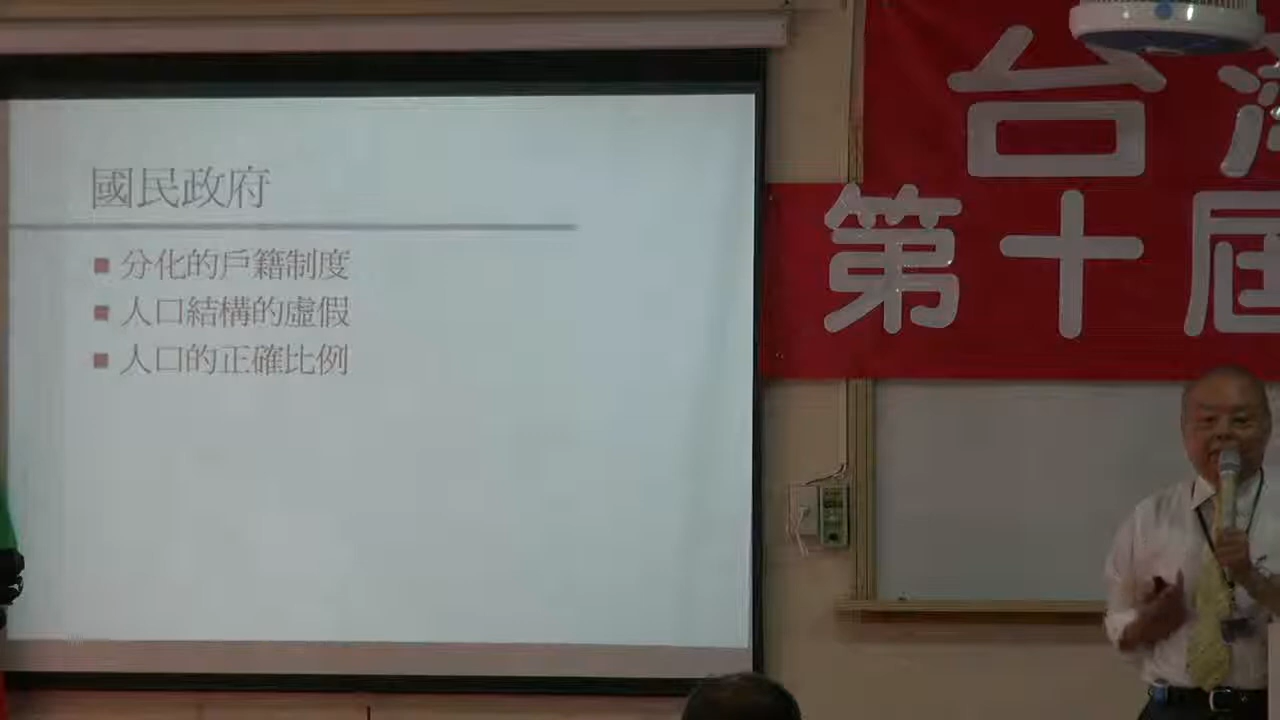 國民政府
分化的戶籍制度
人口結構的虛假
人口的正確比例
台灣
第十屆